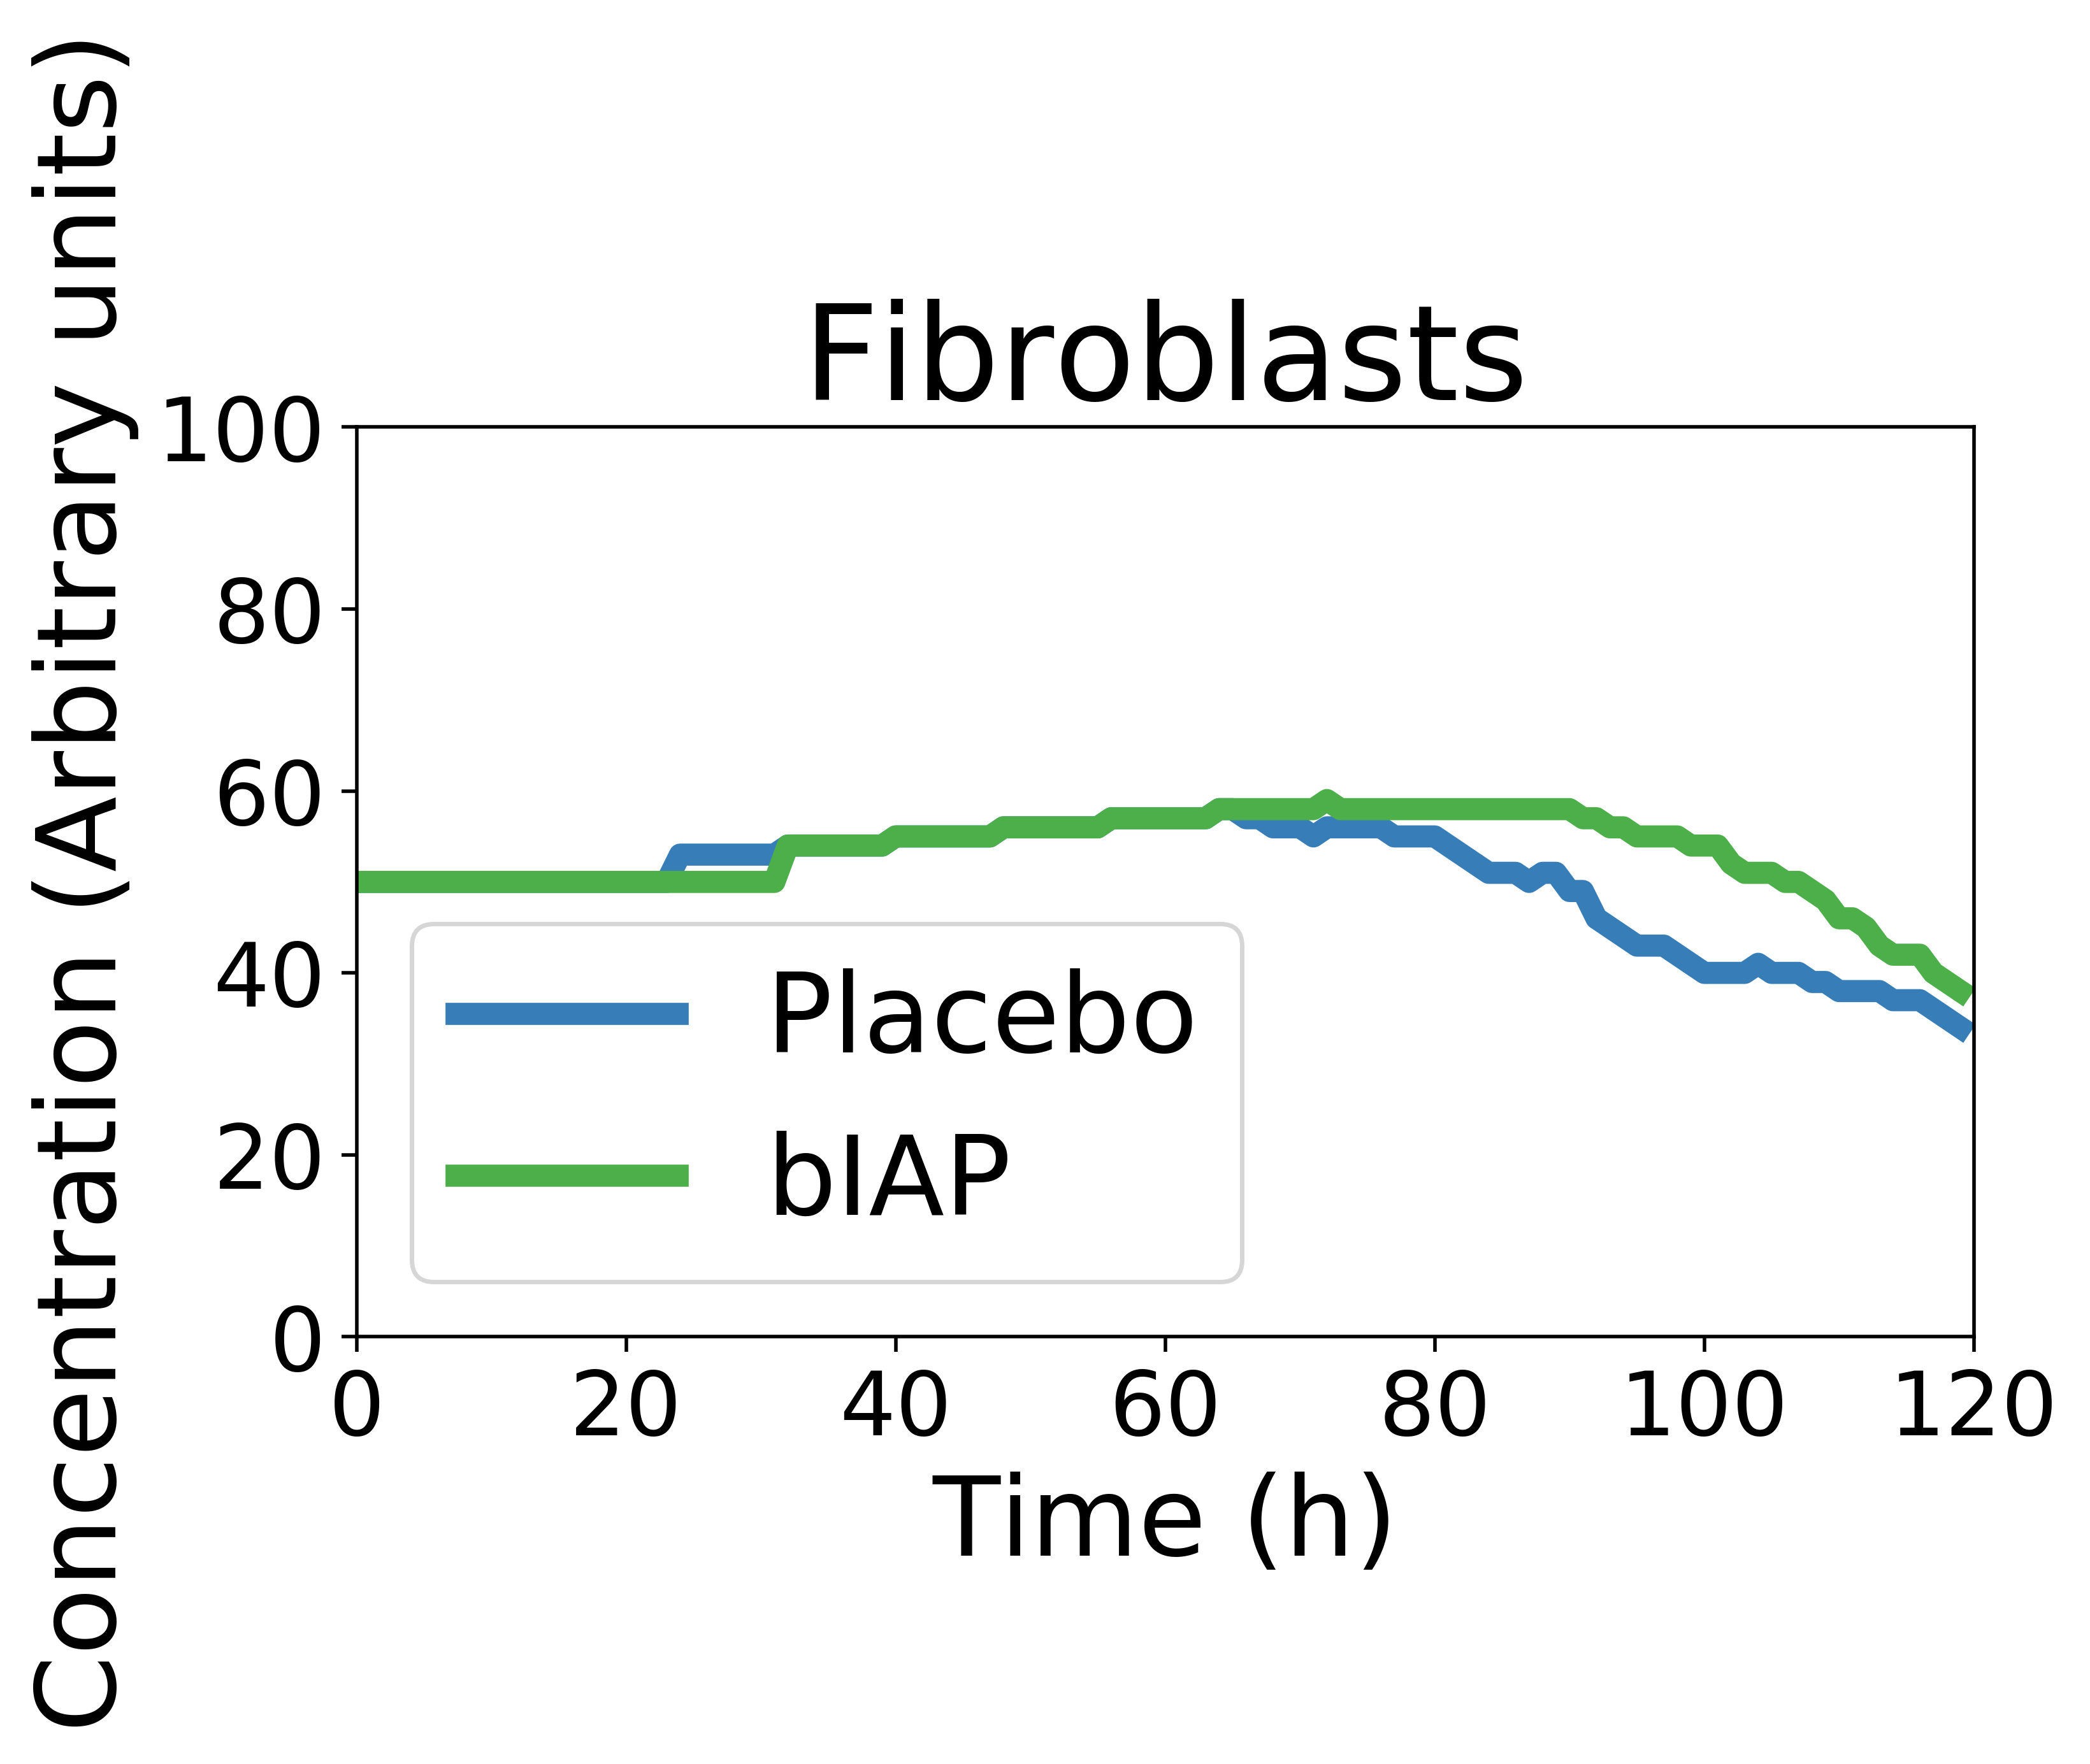 Fibroblasts
Concentration (Arbitrary units)
100
80
60
40
20
0
Placebo
bIAP
0 20 40 60 80 100 120
Time (h)